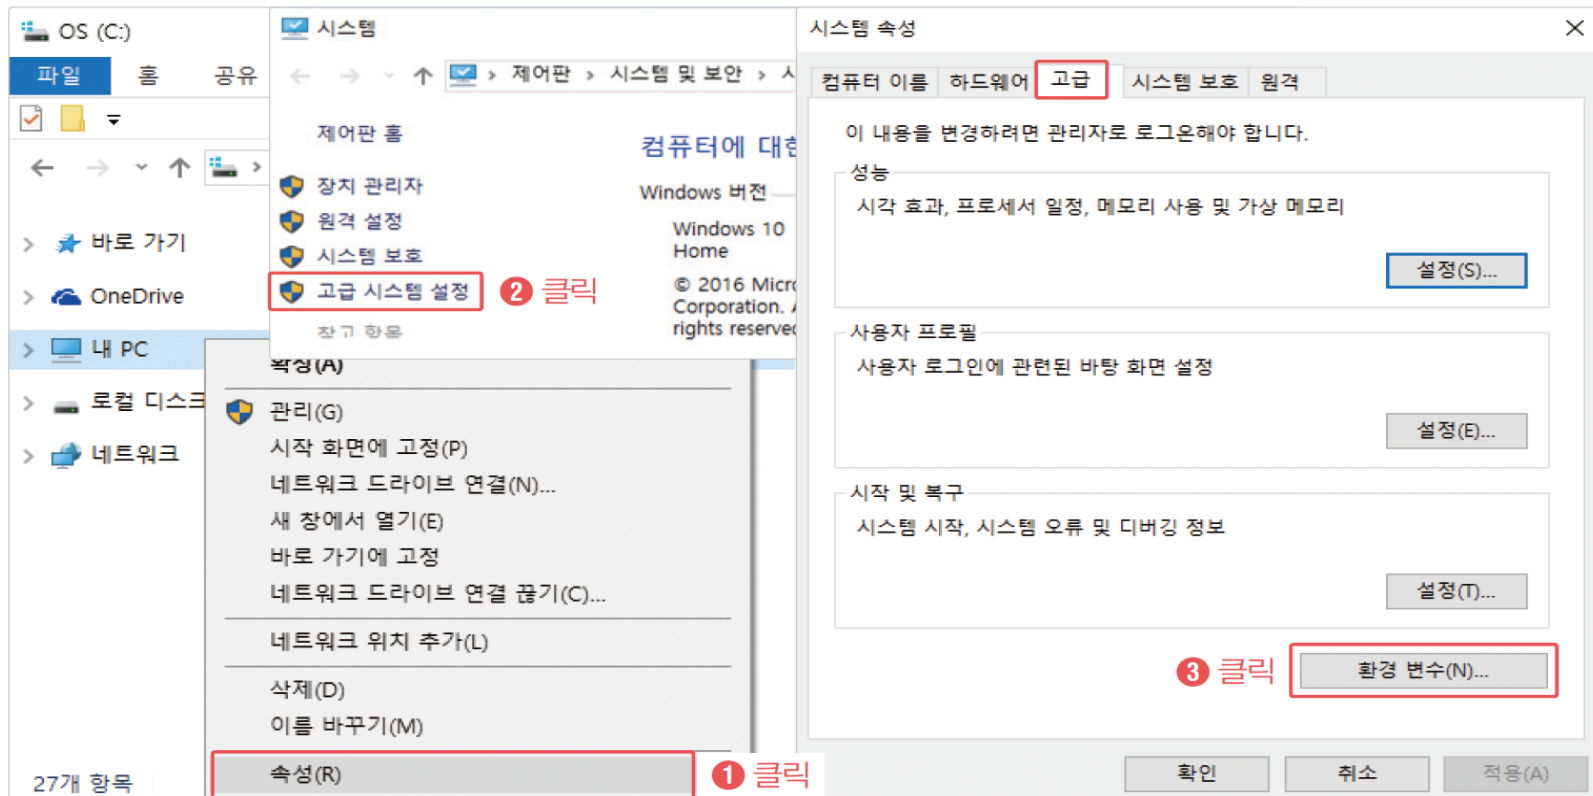 OS (C:)
파일
홈
공유
바로 가기
OneDrive
내 PC
로컬 디스크
네트워크
27개 항목
시스템
제어판 > 시스템 및 보안 >
제어판 홈
장치 관리자
원격 설정
시스템 보호
고급 시스템 설정
❷ 클릭
참고 항목
컴퓨터에
Windows 버전
Windows 10
Home
© 2016
Corporation.
rights
확장(A)
관리(G)
시작 화면에 고정(P)
네트워크 드라이브 연결(N)...
새 창에서 열기(E)
바로 가기에 고정
네트워크 드라이브 연결 끊기(C)...
네트워크 위치 추가(L)
삭제(D)
이름 바꾸기(M)
속성(R)
❶ 클릭
시스템 속성
컴퓨터 이름
하드웨어
고급
시스템 보호
원격
이 내용을 변경하려면 관리자로 로그온해야 합니다.
성능
시각 효과, 프로세서 일정, 메모리 사용 및 가상 메모리
설정(S)...
사용자 프로필
사용자 로그인에 관련된 바탕 화면 설정
설정(E)...
시작 및 복구
시스템 시작, 시스템 오류 및 디버깅 정보
설정(T)...
❸ 클릭
환경 변수(N)...
확인
취소
적용(A)